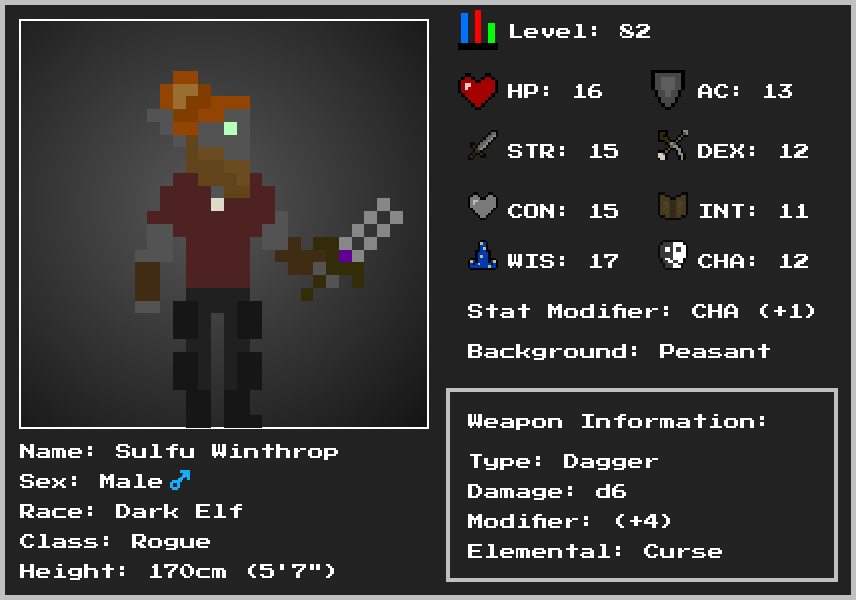 Level: 82
HP: 16
AC: 13
STR: 15
DEX: 12
CON: 15
INT: 11
WIS: 17
CHA: 12
Stat Modifier: CHA (+1)
Background: Peasant
Weapon Information:
Type: Dagger
Damage: d6
Modifier: (+4)
Elemental: Curse
Name: Sulfu Winthrop
Sex: Male♂
Race: Dark Elf
Class: Rogue
Height: 170cm (5'7")